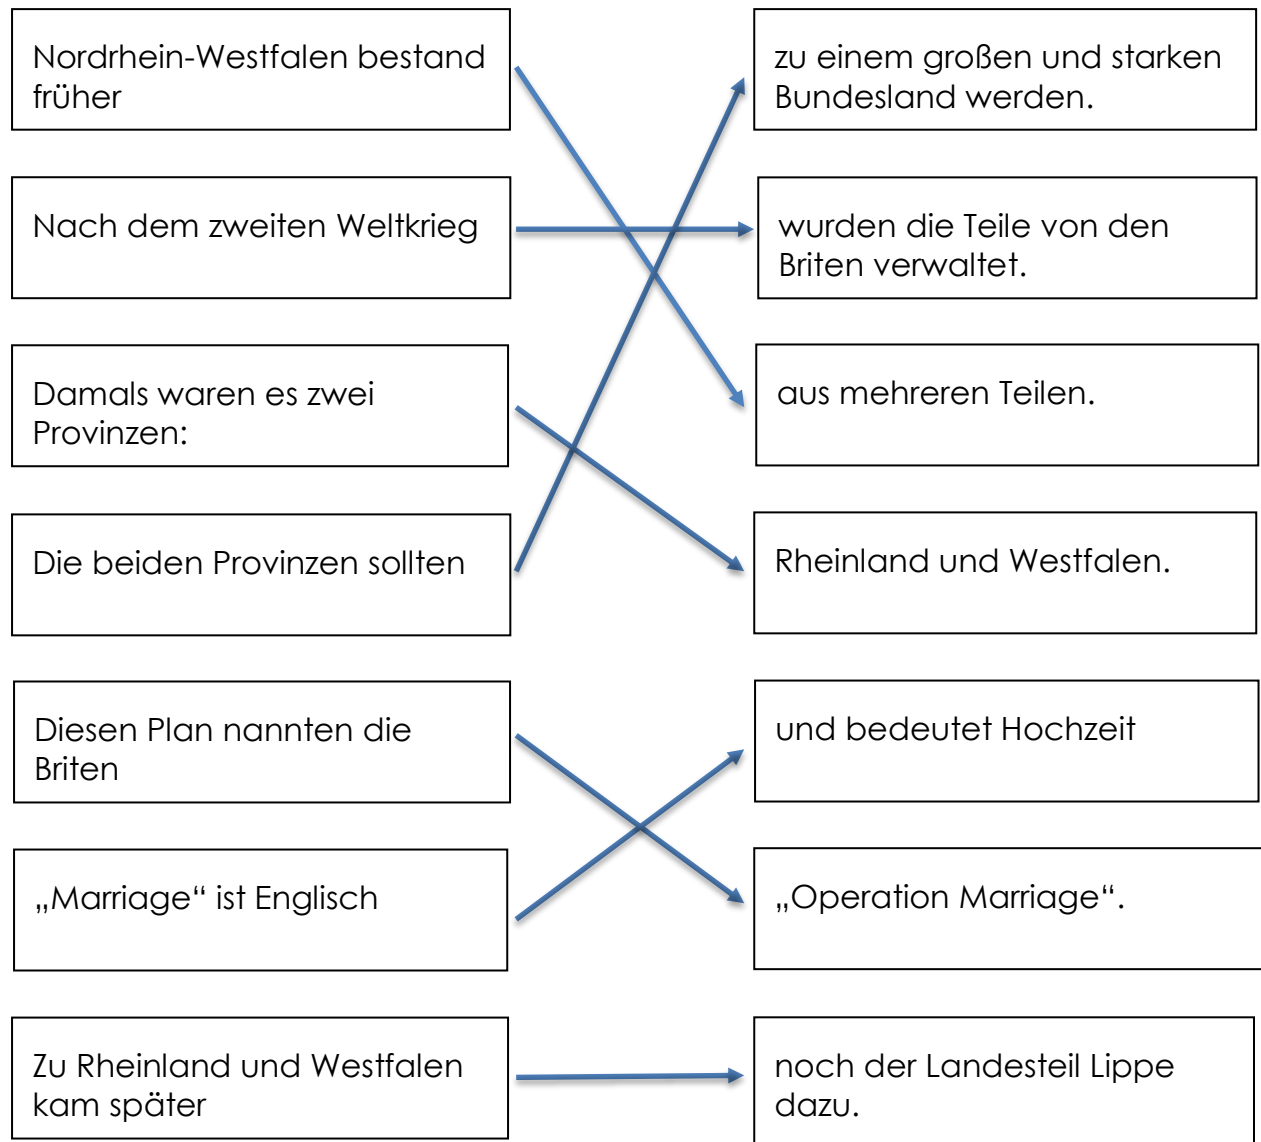 Nordrhein-Westfalen bestand
früher
zu einem großen und starken
Bundesland werden.
Nach dem zweiten Weltkrieg
wurden die Teile von den
Briten verwaltet.
Damals waren es zwei
Provinzen:
aus mehreren Teilen.
Die beiden Provinzen sollten
Rheinland und Westfalen.
Diesen Plan nannten die
Briten
und bedeutet Hochzeit
„Marriage“ ist Englisch
„Operation Marriage“.
Zu Rheinland und Westfalen
kam später
noch der Landesteil Lippe
dazu.